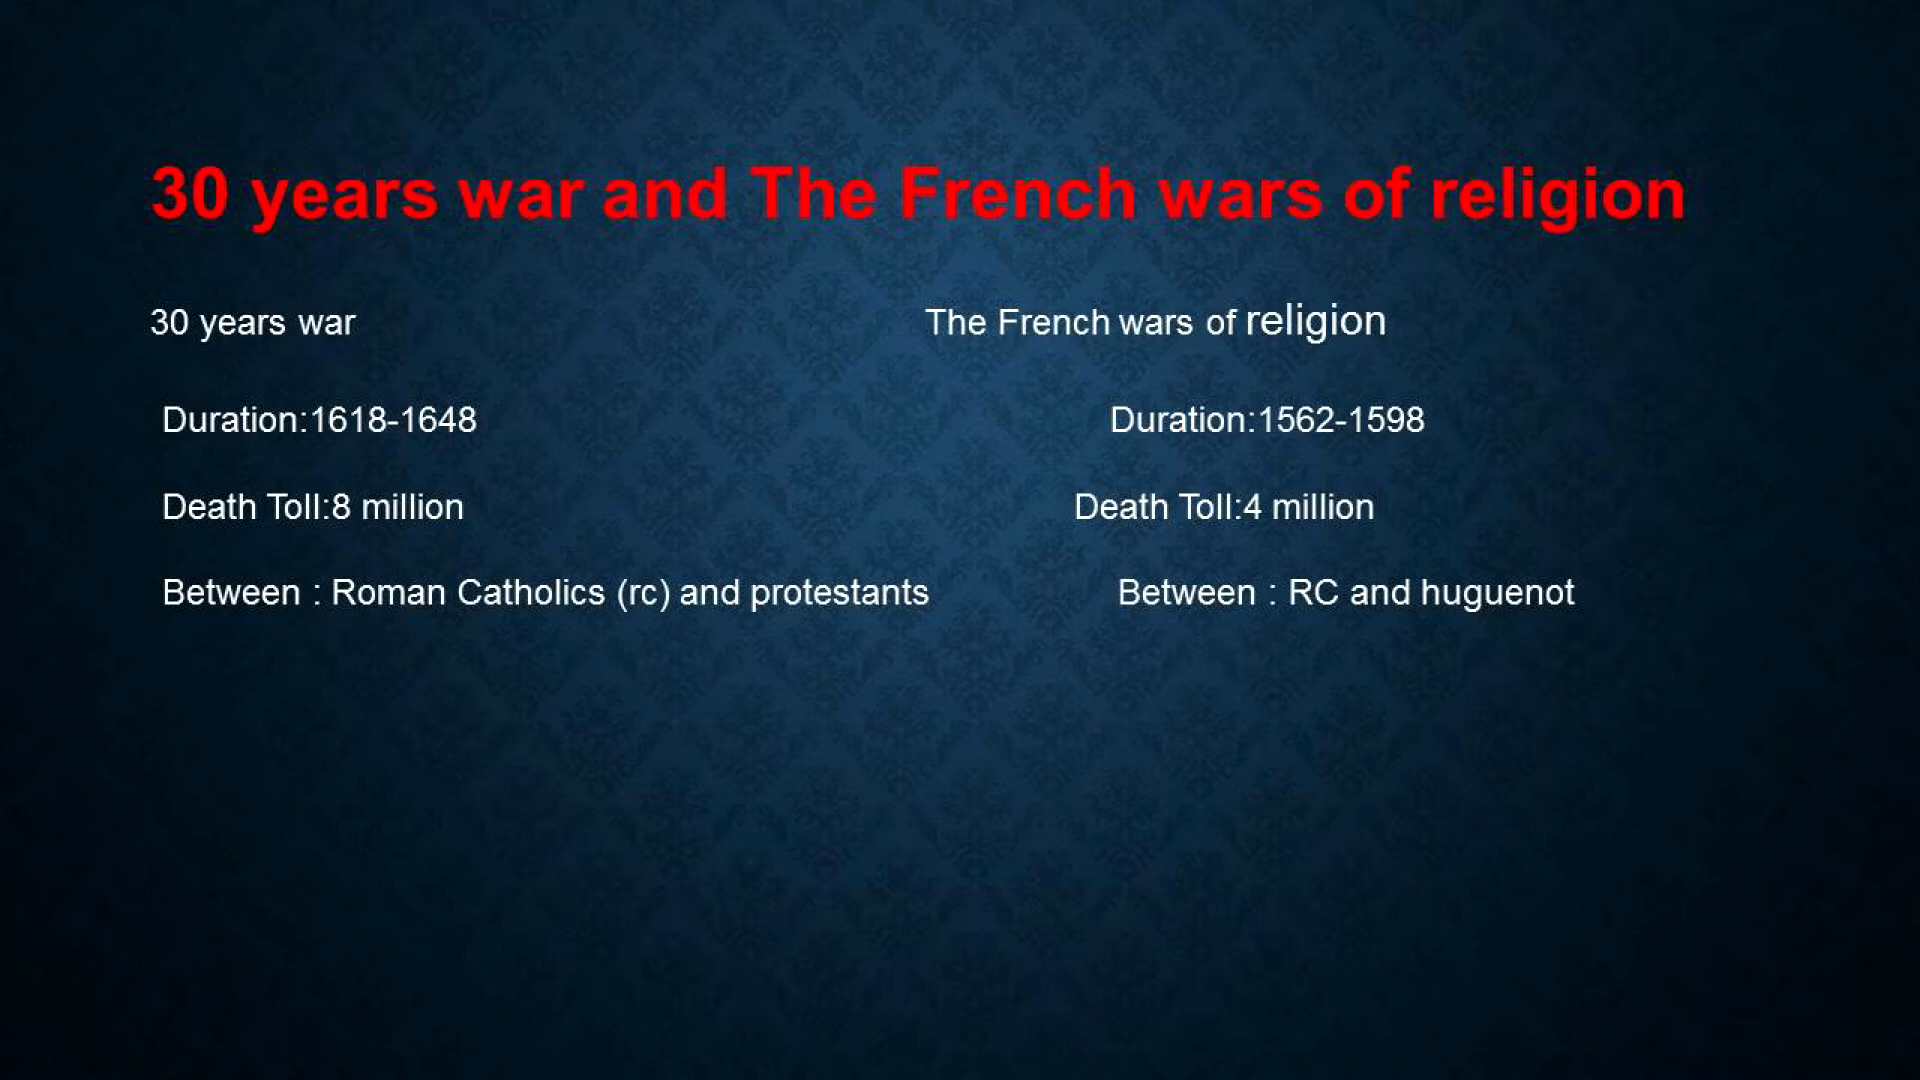 30 years war and The French wars of religion
30 years war The French wars of religion
Duration:1618-1648 Duration:1562-1598
Death Toll:8 million Death Toll:4 million
Between : Roman Catholics (rc) and protestants Between : RC and huguenot